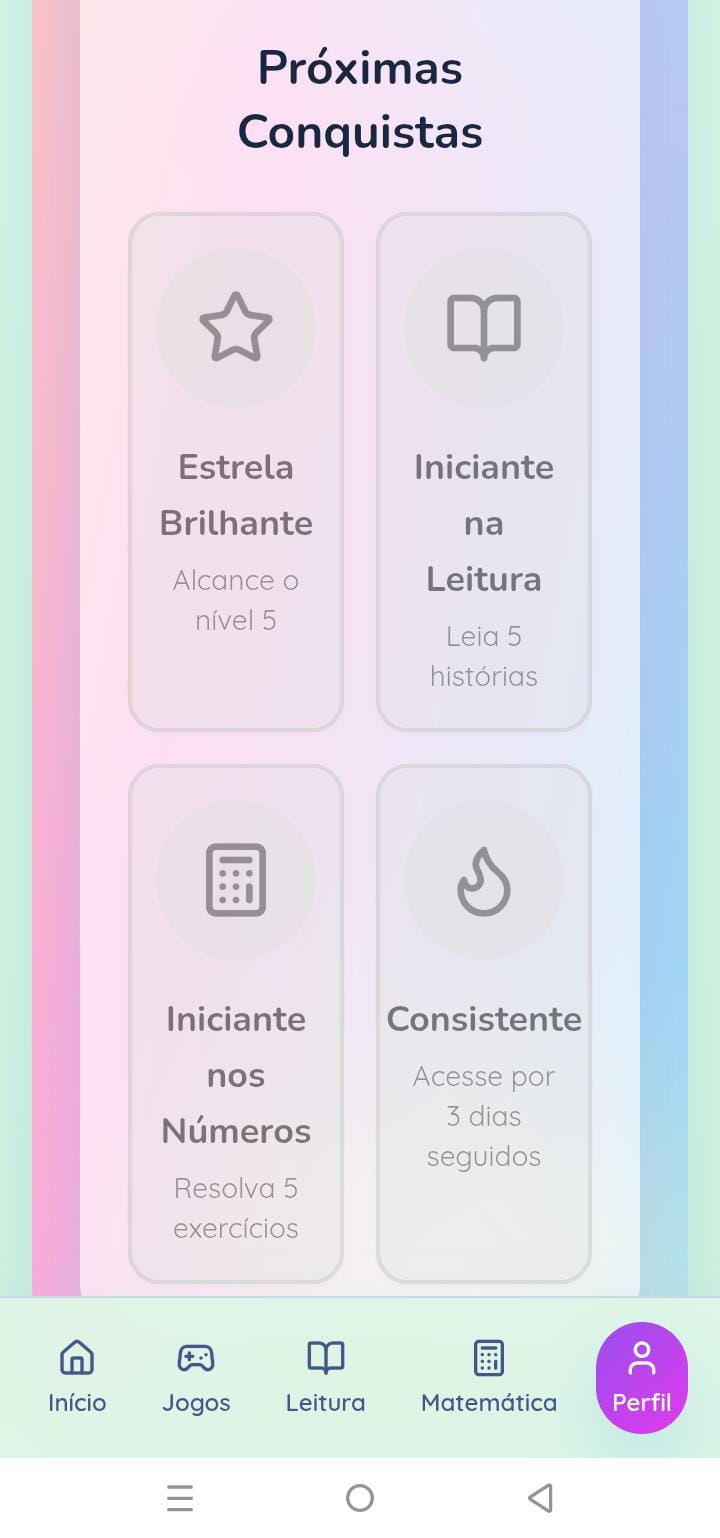 Próximas
Conquistas
Estrela
Brilhante
Alcance o
nível 5
Iniciante
na
Leitura
Leia 5
histórias
Iniciante
nos
Números
Resolva 5
exercícios
Consistente
Acesse por
3 dias
seguidos
Início
Jogos
Leitura
Matemática
Perfil